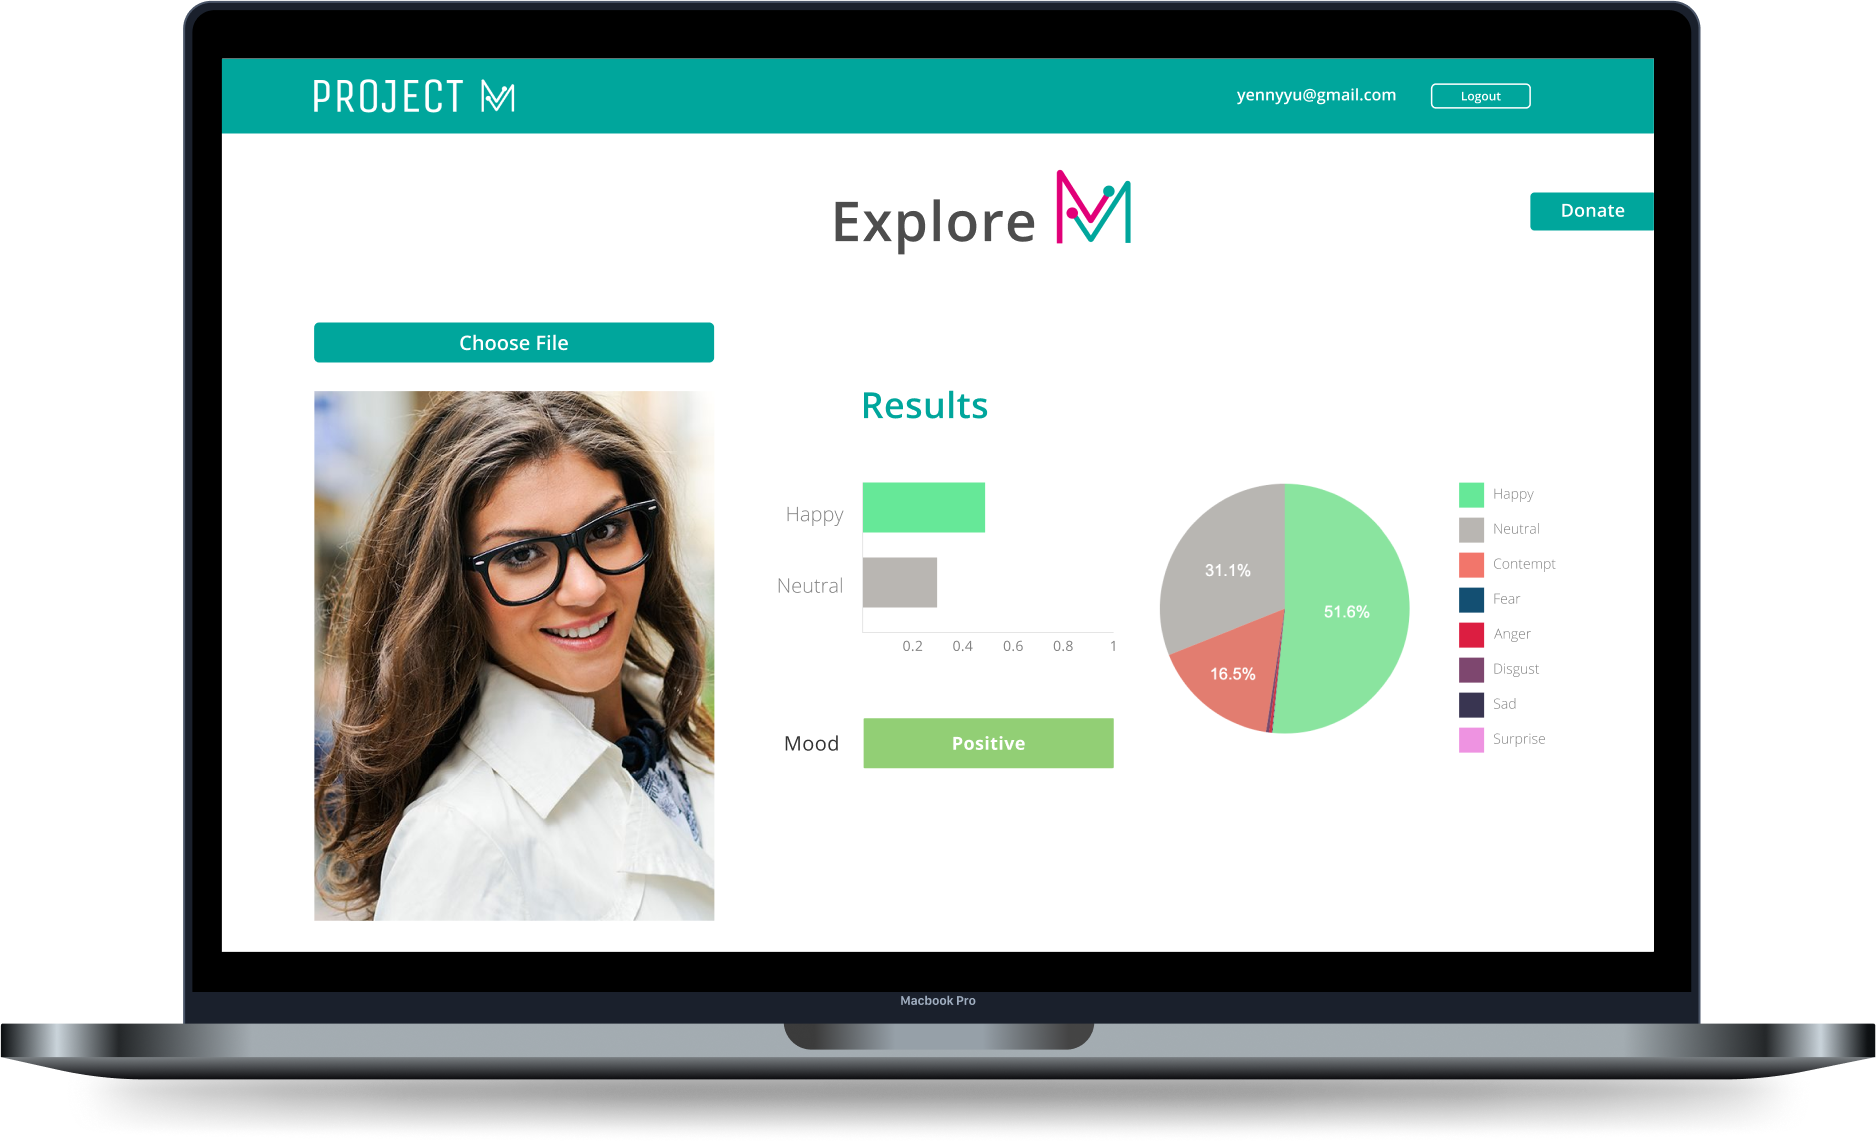 PROJECT M
yennyyu@gmail.com
Logout
Explore M
Donate
Choose File
Results
Happy
Neutral
0.2 0.4 0.6 0.8 1
Mood
Positive
31.1%
51.6%
16.5%
Happy
Neutral
Contempt
Fear
Anger
Disgust
Sad
Surprise
Macbook Pro